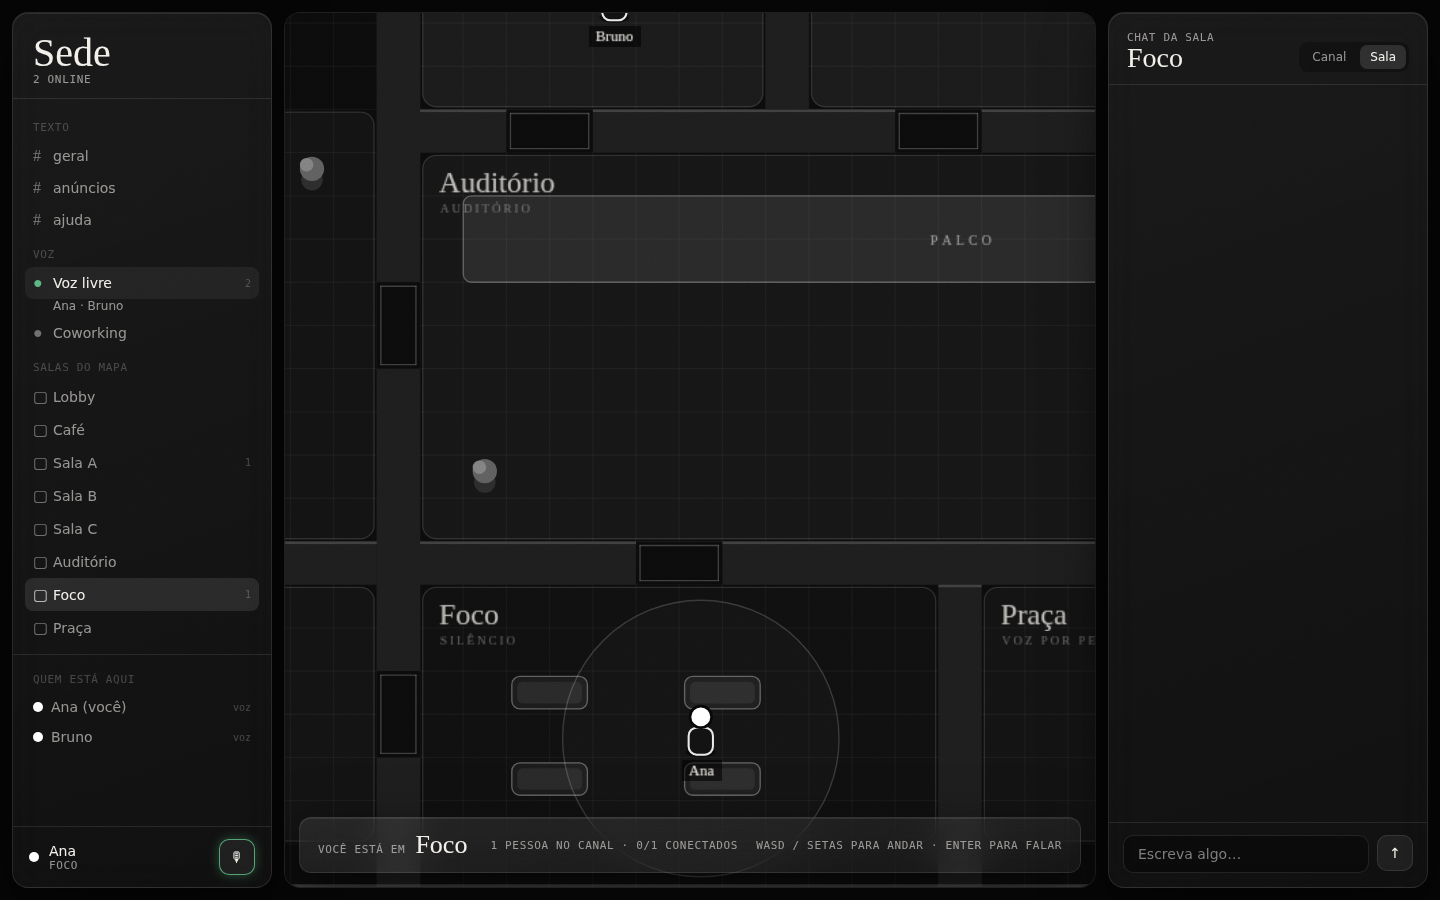 Sede
2 ONLINE
TEXTO
# geral
# anúncios
# ajuda
VOZ
Voz livre 2
Ana · Bruno
Coworking
SALAS DO MAPA
Lobby
Café
Sala A 1
Sala B
Sala C
Auditório
Foco 1
Praça
QUEM ESTÁ AQUI
Ana (você) voz
Bruno voz
Ana
FOCO
Bruno
Auditório
AUDITÓRIO
PALCO
Foco
SILÊNCIO
Praça
VOZ POR PE
Ana
VOCÊ ESTÁ EM Foco 1 PESSOA NO CANAL · 0/1 CONECTADOS WASD / SETAS PARA ANDAR · ENTER PARA FALAR
CHAT DA SALA
Foco
Canal Sala
Escreva algo… ↑